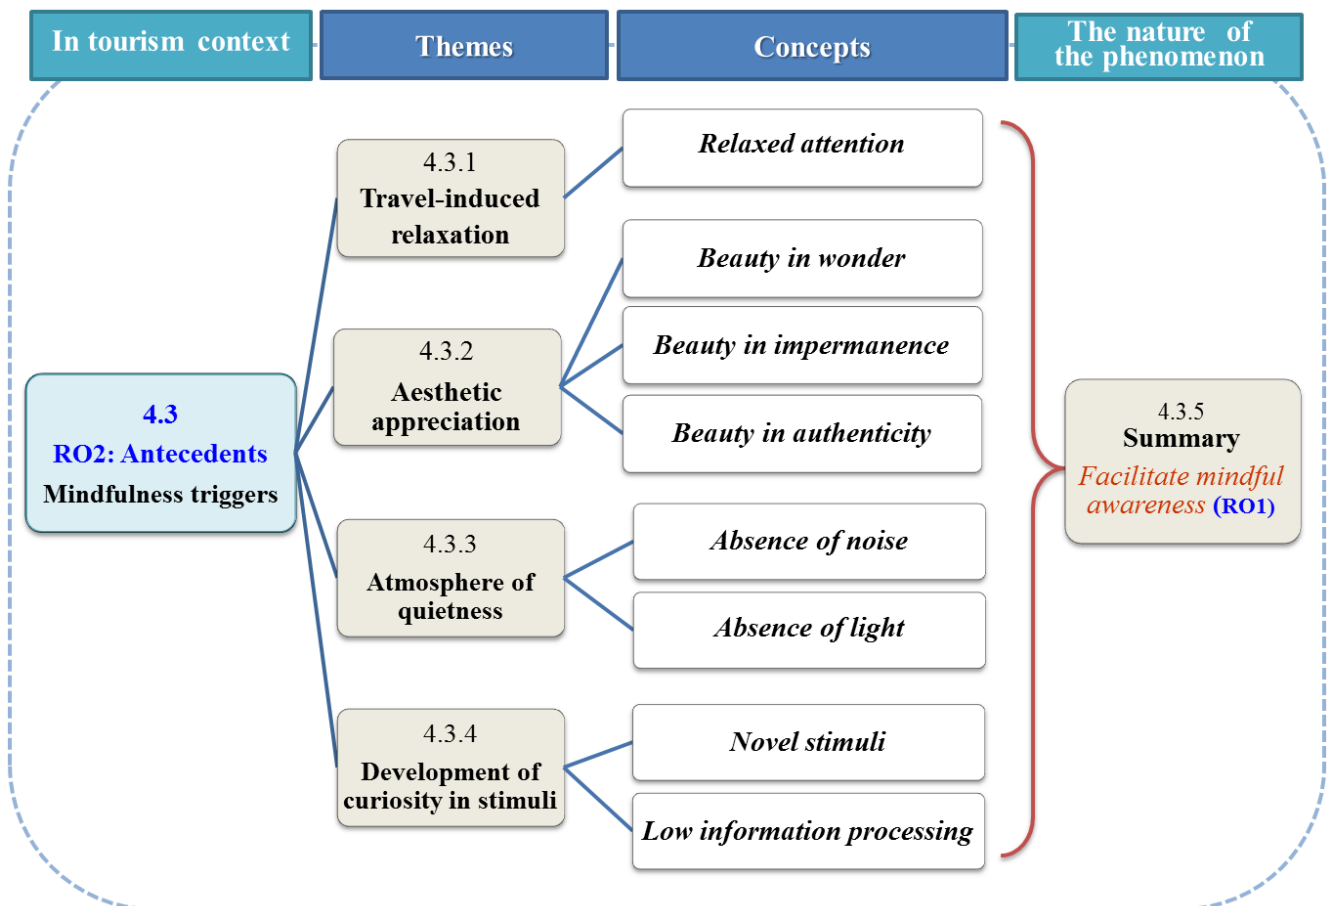 In tourism context
Themes
Concepts
The nature of
the phenomenon
4.3
RO2: Antecedents
Mindfulness triggers
4.3.1
Travel-induced
relaxation
Relaxed attention
4.3.2
Aesthetic
appreciation
Beauty in wonder
Beauty in impermanence
Beauty in authenticity
4.3.3
Atmosphere of
quietness
Absence of noise
Absence of light
4.3.4
Development of
curiosity in stimuli
Novel stimuli
Low information processing
4.3.5
Summary
Facilitate mindful
awareness (RO1)